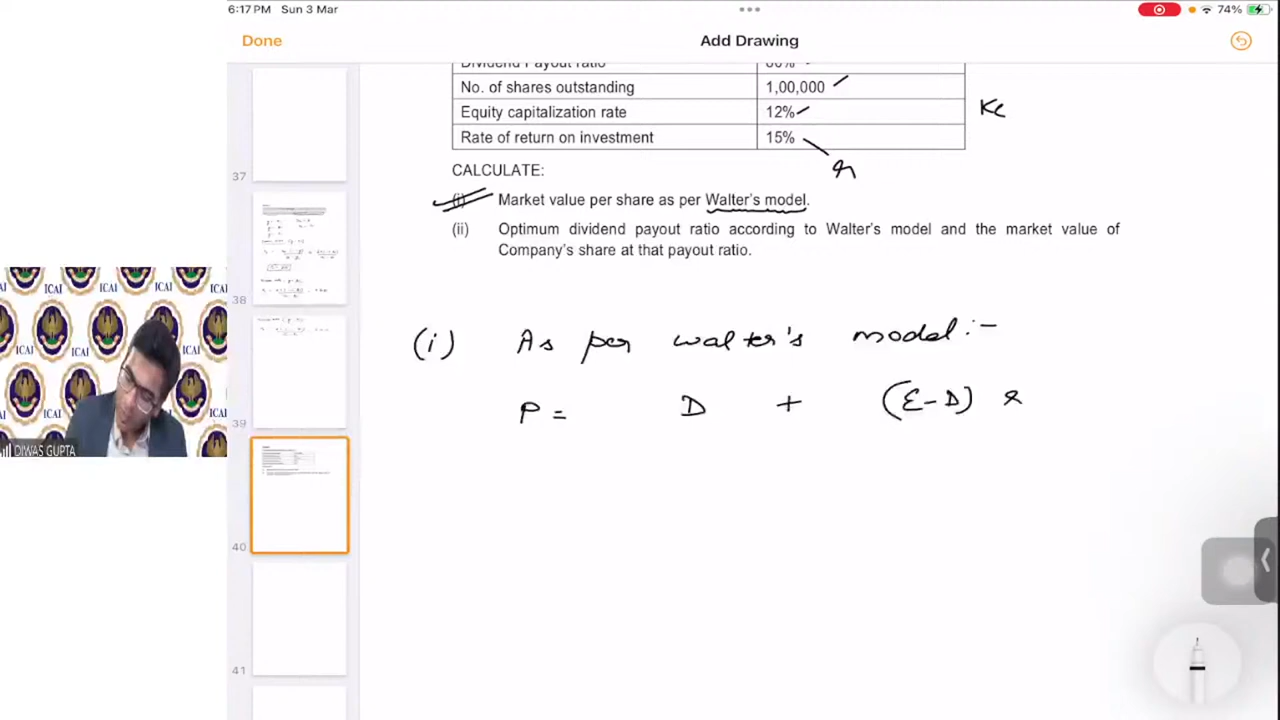 6:17 PM Sun 3 Mar
74%
Done
Add Drawing
Dividend Payout ratio
No. of shares outstanding 1,00,000
Equity capitalization rate 12% Ke
Rate of return on investment 15%
r
CALCULATE:
(i) Market value per share as per Walter's model.
(ii) Optimum dividend payout ratio according to Walter's model and the market value of
Company's share at that payout ratio.
(i) As per walter's model :-
P = D + (E-D) r
37
38
39
40
41
ICAI ICAI
ICAI
DIWAS GUPTA